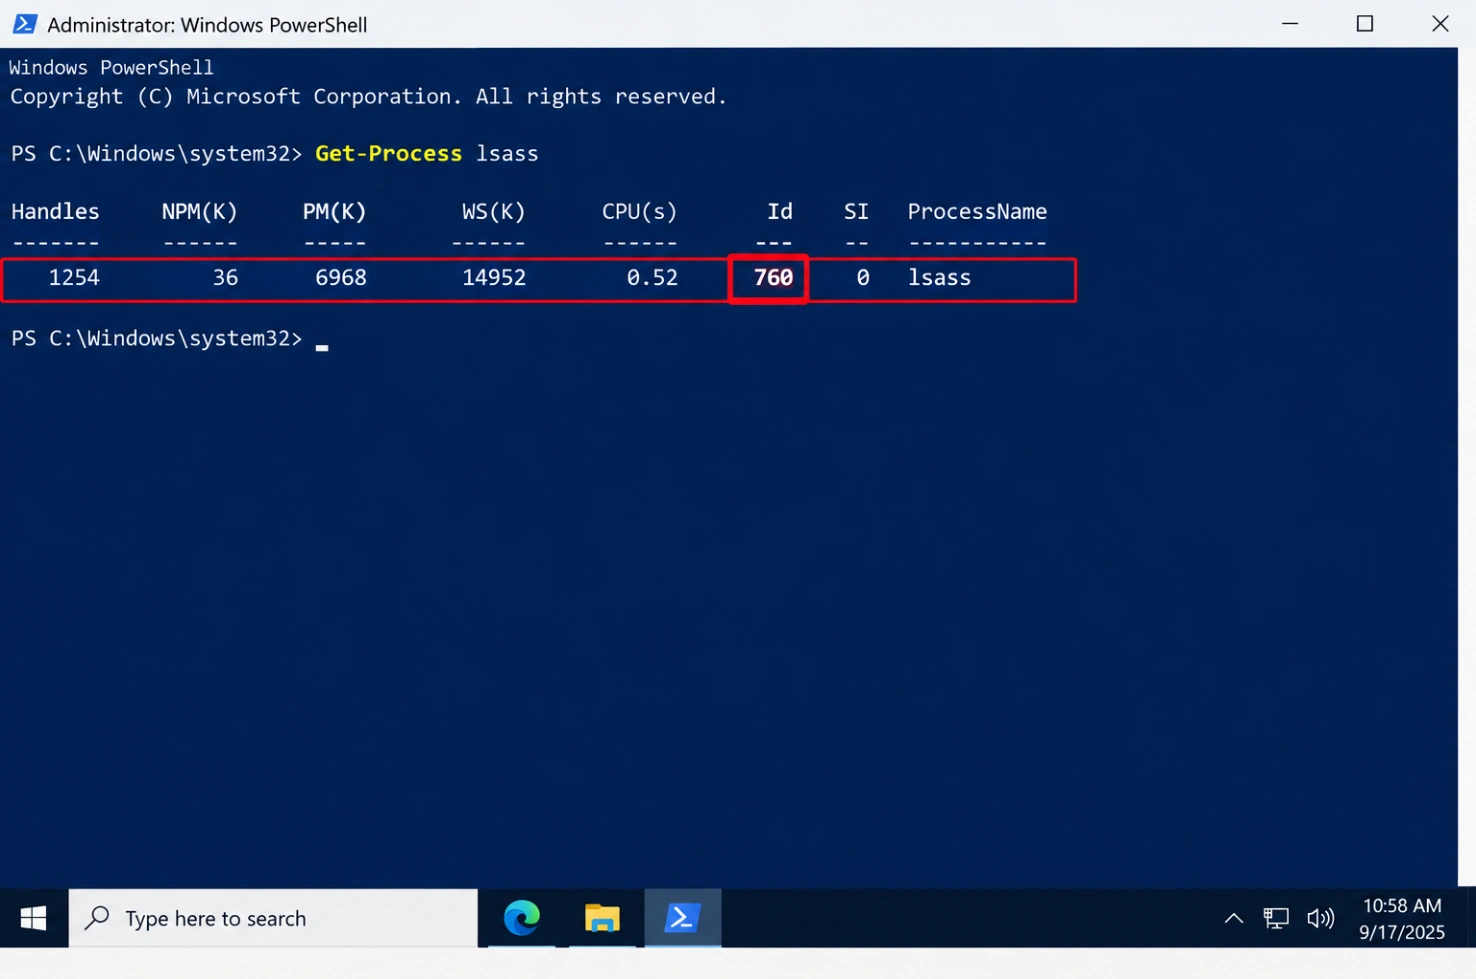 Administrator: Windows PowerShell
Windows PowerShell
Copyright (C) Microsoft Corporation. All rights reserved.
PS C:\Windows\system32> Get-Process lsass
Handles NPM(K) PM(K) WS(K) CPU(s) Id SI ProcessName
------- ------ ----- ------ ------ --- -- -----------
1254 36 6968 14952 0.52 760 0 lsass
PS C:\Windows\system32> _
Type here to search
10:58 AM
9/17/2025